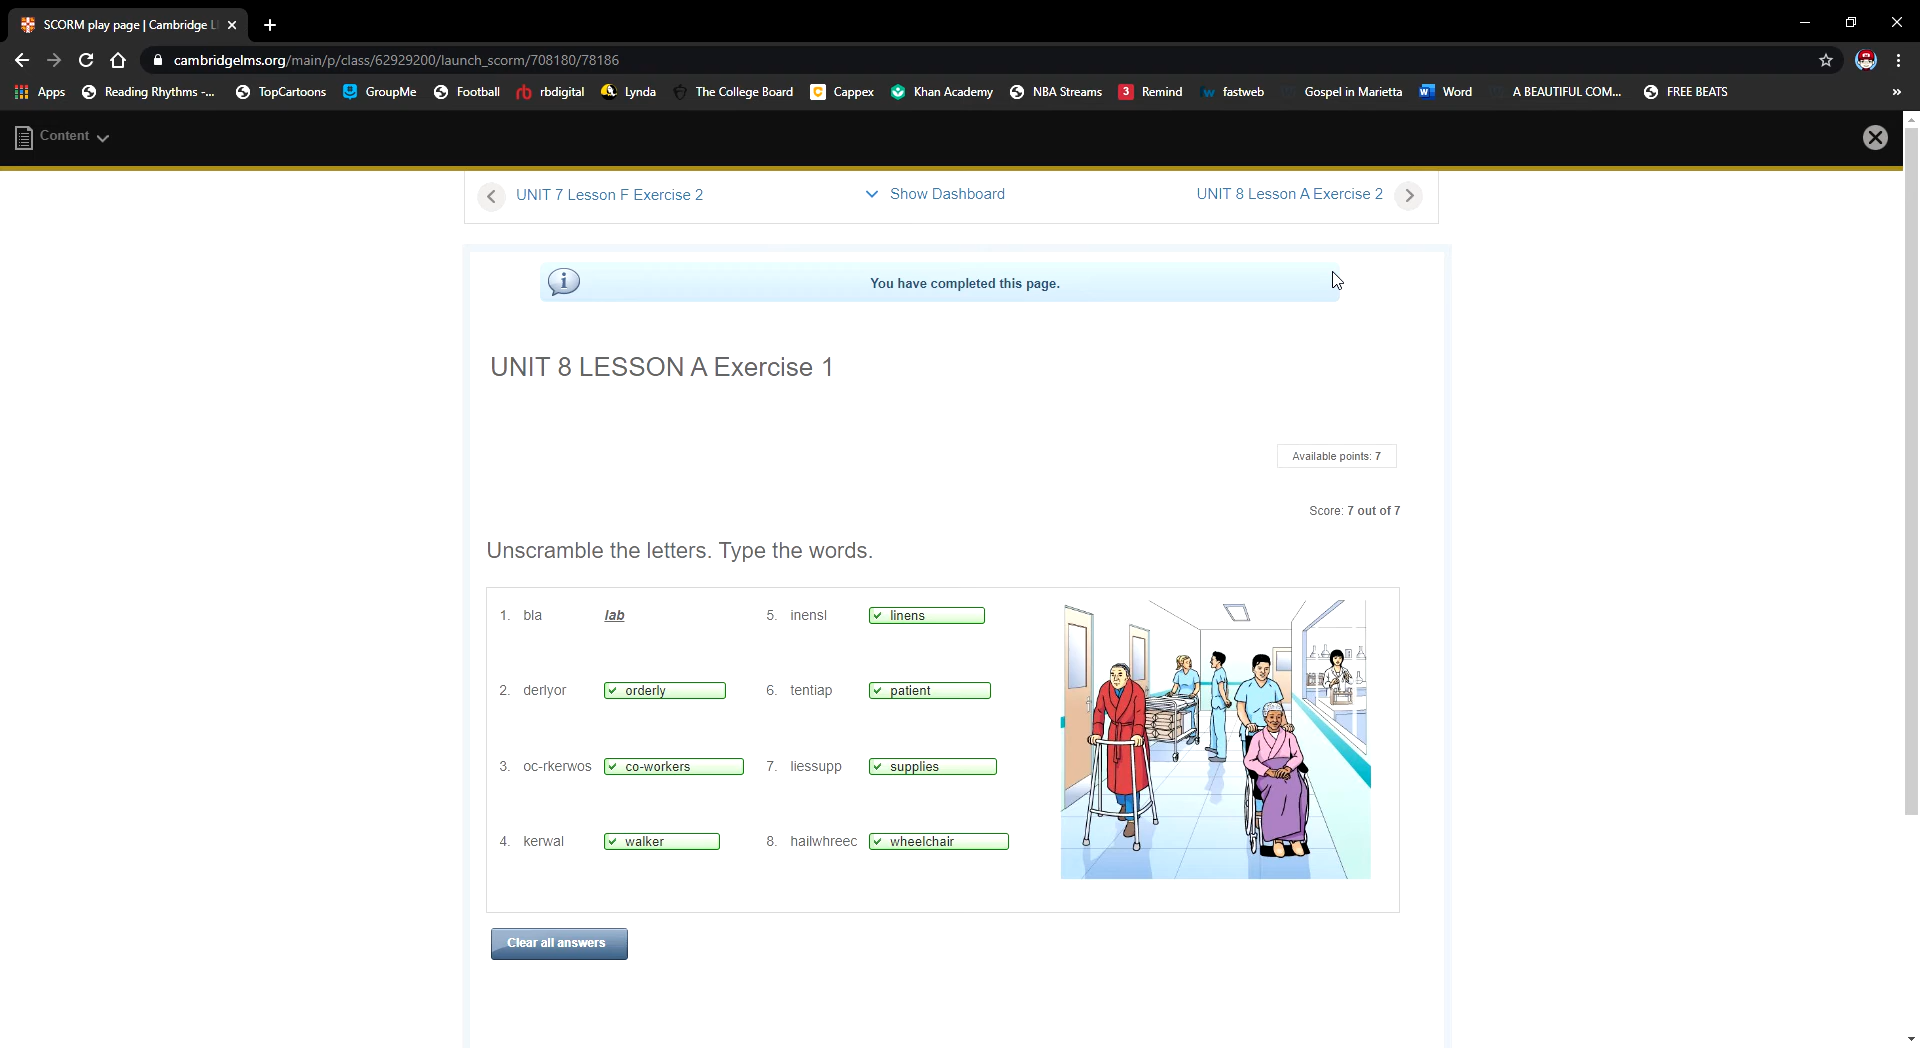 SCORM play page | Cambridge L
cambridgelms.org/main/p/class/62929200/launch_scorm/708180/78186
Apps Reading Rhythms -... TopCartoons GroupMe Football rbdigital Lynda The College Board Cappex Khan Academy NBA Streams 3 Remind fastweb Gospel in Marietta Word A BEAUTIFUL COM... FREE BEATS »
Content
UNIT 7 Lesson F Exercise 2 Show Dashboard UNIT 8 Lesson A Exercise 2
You have completed this page.
UNIT 8 LESSON A Exercise 1
Available points: 7
Score: 7 out of 7
Unscramble the letters. Type the words.
1. bla lab 5. inensl linens
2. derlyor orderly 6. tentiap patient
3. oc-rkerwos co-workers 7. liessupp supplies
4. kerwal walker 8. hailwhreec wheelchair
Clear all answers